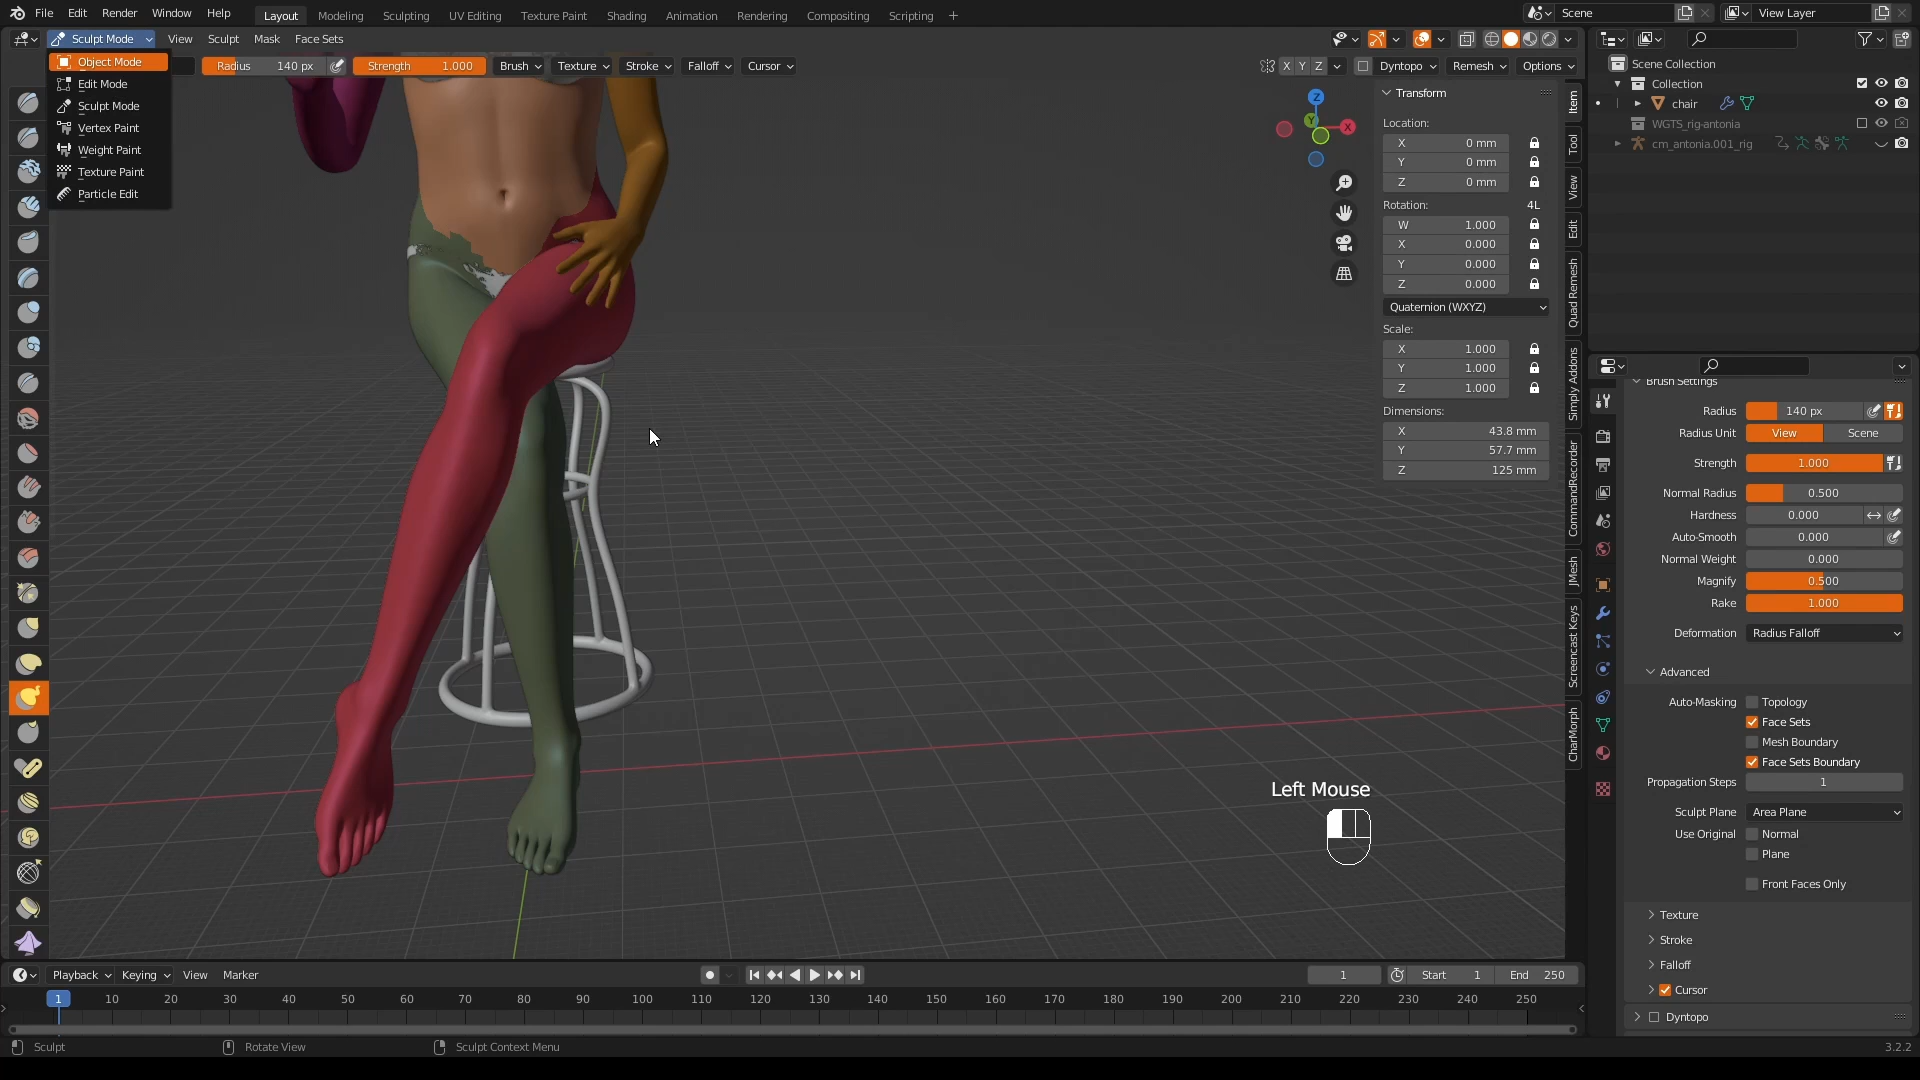 File Edit Render Window Help Layout Modeling Sculpting UV Editing Texture Paint Shading Animation Rendering Compositing Scripting + Scene View Layer
Sculpt Mode View Sculpt Mask Face Sets
Radius 140 px Strength 1.000 Brush Texture Stroke Falloff Cursor X Y Z Dyntopo Remesh Options
Object Mode
Edit Mode
Sculpt Mode
Vertex Paint
Weight Paint
Texture Paint
Particle Edit
Z
Y
X
Transform
Location:
X 0 mm
Y 0 mm
Z 0 mm
Rotation: 4L
W 1.000
X 0.000
Y 0.000
Z 0.000
Quaternion (WXYZ)
Scale:
X 1.000
Y 1.000
Z 1.000
Dimensions:
X 43.8 mm
Y 57.7 mm
Z 125 mm
Item
Tool
View
Edit
Quad Remesh
Simply Addons
CommandRecorder
JMesh
Screencast Keys
CharMorph
Scene Collection
Collection
chair
WGTS_rig-antonia
cm_antonia.001_rig
Brush Settings
Radius 140 px
Radius Unit View Scene
Strength 1.000
Normal Radius 0.500
Hardness 0.000
Auto-Smooth 0.000
Normal Weight 0.000
Magnify 0.500
Rake 1.000
Deformation Radius Falloff
Advanced
Auto-Masking Topology
Face Sets
Mesh Boundary
Face Sets Boundary
Propagation Steps 1
Sculpt Plane Area Plane
Use Original Normal
Plane
Front Faces Only
Texture
Stroke
Falloff
Cursor
Dyntopo
Left Mouse
Playback Keying View Marker 1 Start 1 End 250
1 10 20 30 40 50 60 70 80 90 100 110 120 130 140 150 160 170 180 190 200 210 220 230 240 250
Sculpt Rotate View Sculpt Context Menu 3.2.2